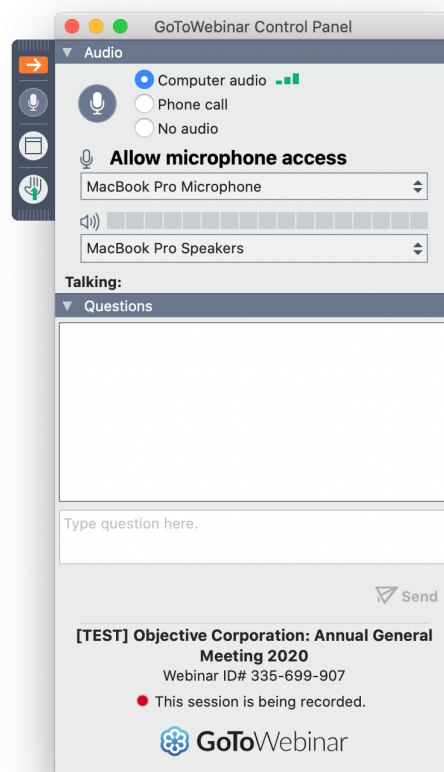 GoToWebinar Control Panel
Audio
Computer audio
Phone call
No audio
Allow microphone access
MacBook Pro Microphone
MacBook Pro Speakers
Talking:
Questions
Type question here.
Send
[TEST] Objective Corporation: Annual General
Meeting 2020
Webinar ID# 335-699-907
This session is being recorded.
GoToWebinar